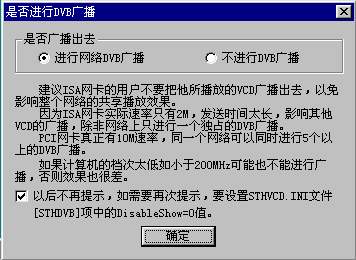 是否进行DVB广播
是否广播出去
进行网络DVB广播
不进行DVB广播
建议ISA网卡的用户不要把他所播放的VCD广播出去，以免
影响整个网络的共享播放效果。
因为ISA网卡实际速率只有2M，发送时间太长，影响其他
VCD的广播，除非网络上只进行一个独占的DVB广播。
PCI网卡真正有10M速率，同一个网络可以同时进行5个以
上的DVB广播。
如果计算机的档次太低如小于200MHz可能也不能进行广
播，否则效果也很差。
以后不再提示，如需要再次提示，要设置STHVCD.INI文件
[STHDVB]项中的DisableShow=0值。
确定